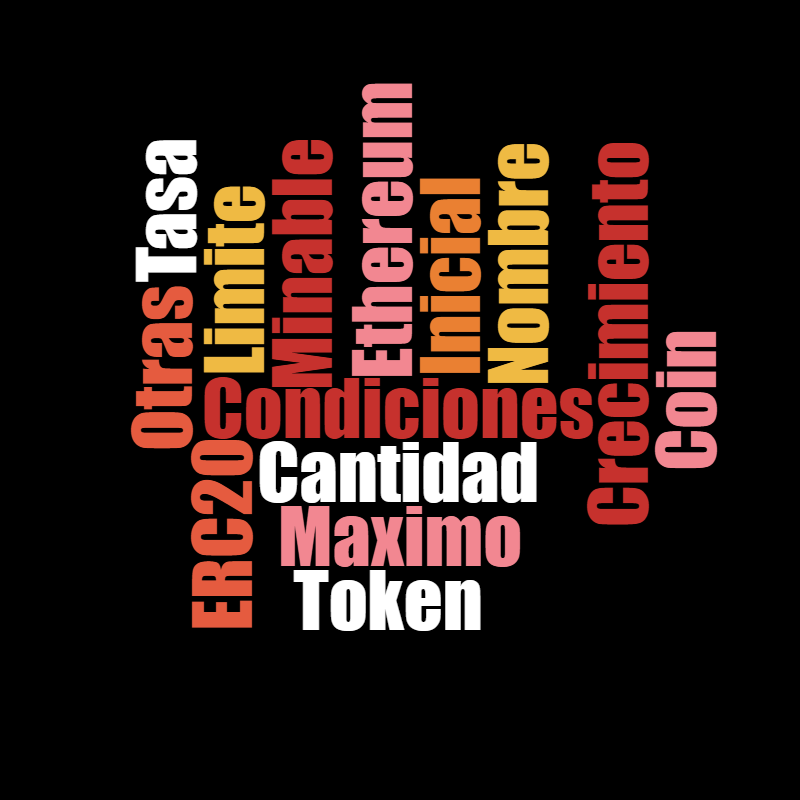 Tasa
Otras
Limite
Minable
Ethereum
Inicial
Nombre
Crecimiento
Coin
Condiciones
ERC20
Cantidad
Maximo
Token